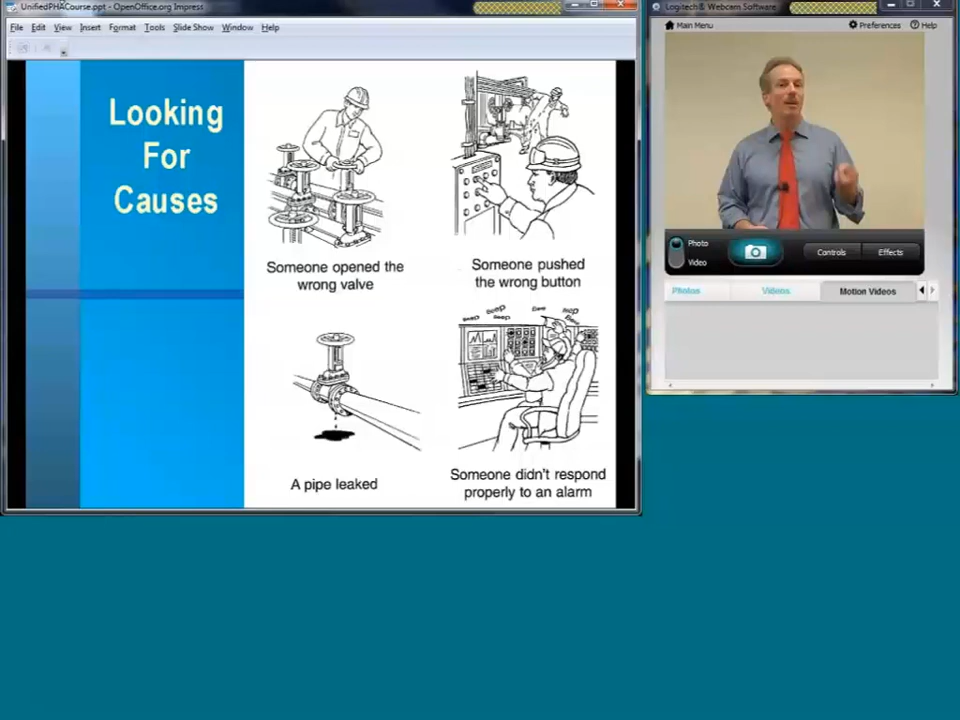 UnifiedPHACourse.ppt - OpenOffice.org Impress
File Edit View Insert Format Tools Slide Show Window Help
Looking
For
Causes
Someone opened the
wrong valve
Someone pushed
the wrong button
Beep
A pipe leaked
Someone didn't respond
properly to an alarm
Logitech® Webcam Software
Main Menu Preferences Help
Photo
Video
Controls Effects
Photos Videos Motion Videos